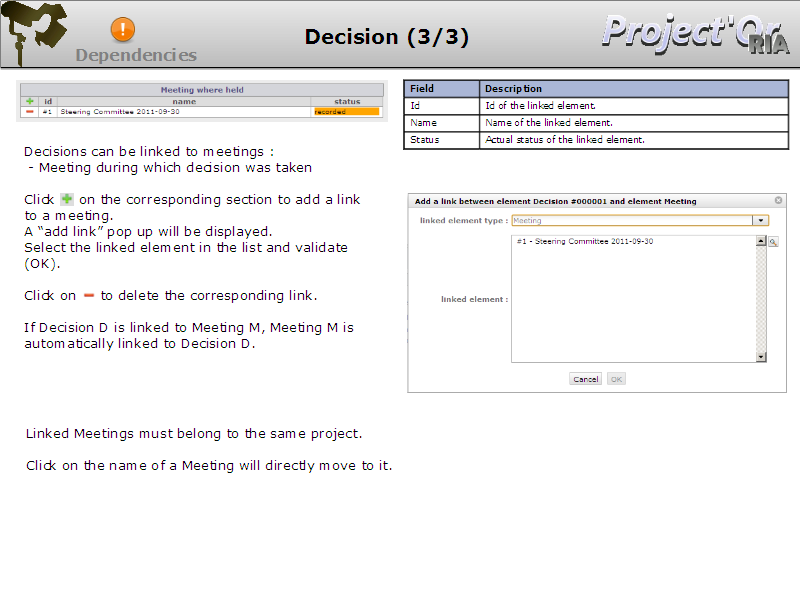 Dependencies
Decision (3/3)
Project'Or
RIA
Meeting where held
id name status
#1 Steering Committee 2011-09-30 recorded
Decisions can be linked to meetings :
- Meeting during which decision was taken
Click on the corresponding section to add a link
to a meeting.
A “add link” pop up will be displayed.
Select the linked element in the list and validate
(OK).
Click on to delete the corresponding link.
If Decision D is linked to Meeting M, Meeting M is
automatically linked to Decision D.
Linked Meetings must belong to the same project.
Click on the name of a Meeting will directly move to it.
Field Description
Id Id of the linked element.
Name Name of the linked element.
Status Actual status of the linked element.
Add a link between element Decision #000001 and element Meeting
linked element type : Meeting
#1 - Steering Committee 2011-09-30
linked element :
Cancel OK